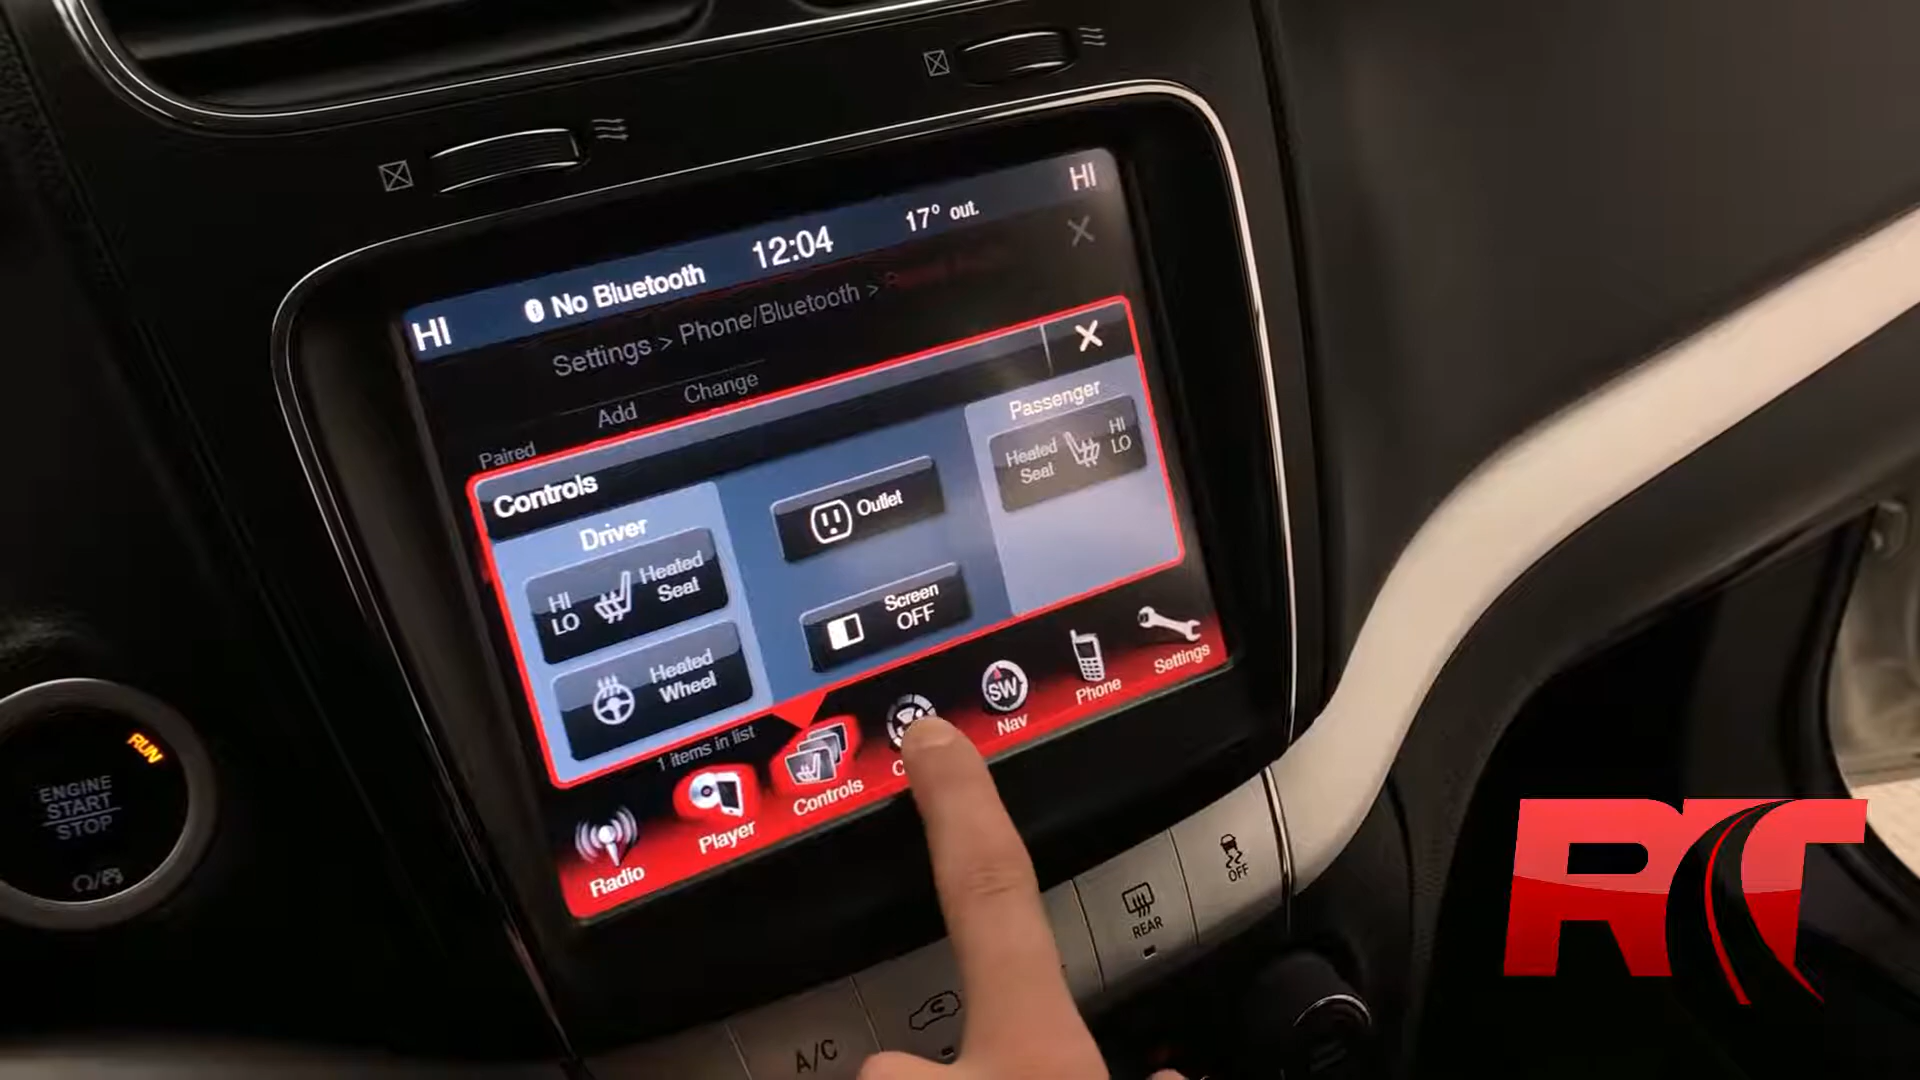 HI
No Bluetooth
12:04
17° out.
HI
Settings > Phone/Bluetooth >
Paired
Add
Change
Controls
Driver
HI
LO
Heated
Seat
Heated
Wheel
Outlet
Screen
OFF
Passenger
Heated
Seat
HI
LO
1 items in list
Radio
Player
Controls
SW
Nav
Phone
Settings
RUN
ENGINE
START
STOP
A/C
REAR
OFF
RT